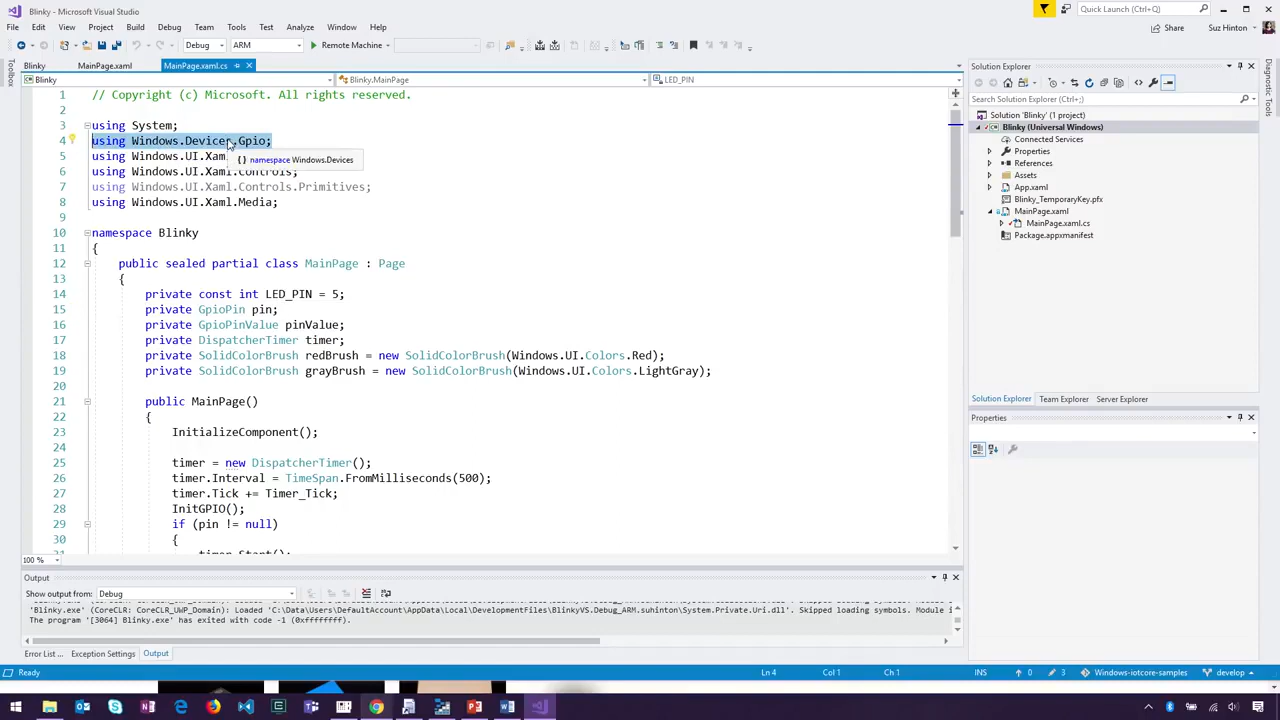 Blinky - Microsoft Visual Studio
Quick Launch (Ctrl+Q)
File Edit View Project Build Debug Team Tools Test Analyze Window Help
Share Suz Hinton
Debug ARM Remote Machine
Blinky MainPage.xaml MainPage.xaml.cs
Blinky Blinky.MainPage LED_PIN
Toolbox
1 // Copyright (c) Microsoft. All rights reserved.
2
3 using System;
4 using Windows.Devices.Gpio;
5 using Windows.UI.Xaml
{ } namespace Windows.Devices
6 using Windows.UI.Xaml.Controls;
7 using Windows.UI.Xaml.Controls.Primitives;
8 using Windows.UI.Xaml.Media;
9
10 namespace Blinky
11 {
12 public sealed partial class MainPage : Page
13 {
14 private const int LED_PIN = 5;
15 private GpioPin pin;
16 private GpioPinValue pinValue;
17 private DispatcherTimer timer;
18 private SolidColorBrush redBrush = new SolidColorBrush(Windows.UI.Colors.Red);
19 private SolidColorBrush grayBrush = new SolidColorBrush(Windows.UI.Colors.LightGray);
20
21 public MainPage()
22 {
23 InitializeComponent();
24
25 timer = new DispatcherTimer();
26 timer.Interval = TimeSpan.FromMilliseconds(500);
27 timer.Tick += Timer_Tick;
28 InitGPIO();
29 if (pin != null)
30 {
31 timer.Start();
100 %
Solution Explorer
Search Solution Explorer (Ctrl+;)
Solution 'Blinky' (1 project)
Blinky (Universal Windows)
Connected Services
Properties
References
Assets
App.xaml
Blinky_TemporaryKey.pfx
MainPage.xaml
MainPage.xaml.cs
Package.appxmanifest
Solution Explorer Team Explorer Server Explorer
Properties
Diagnostic Tools
Output
Show output from: Debug
'Blinky.exe' (CoreCLR: CoreCLR_UWP_Domain): Loaded 'C:\Data\Users\DefaultAccount\AppData\Local\DevelopmentFiles\BlinkyVS.Debug_ARM.suhinton\System.Private.Uri.dll'. Skipped loading symbols. Module i
The program '[3064] Blinky.exe' has exited with code -1 (0xffffffff).
Error List ... Exception Settings Output
Ready Ln 4 Col 1 Ch 1 INS 0 3 Windows-iotcore-samples develop